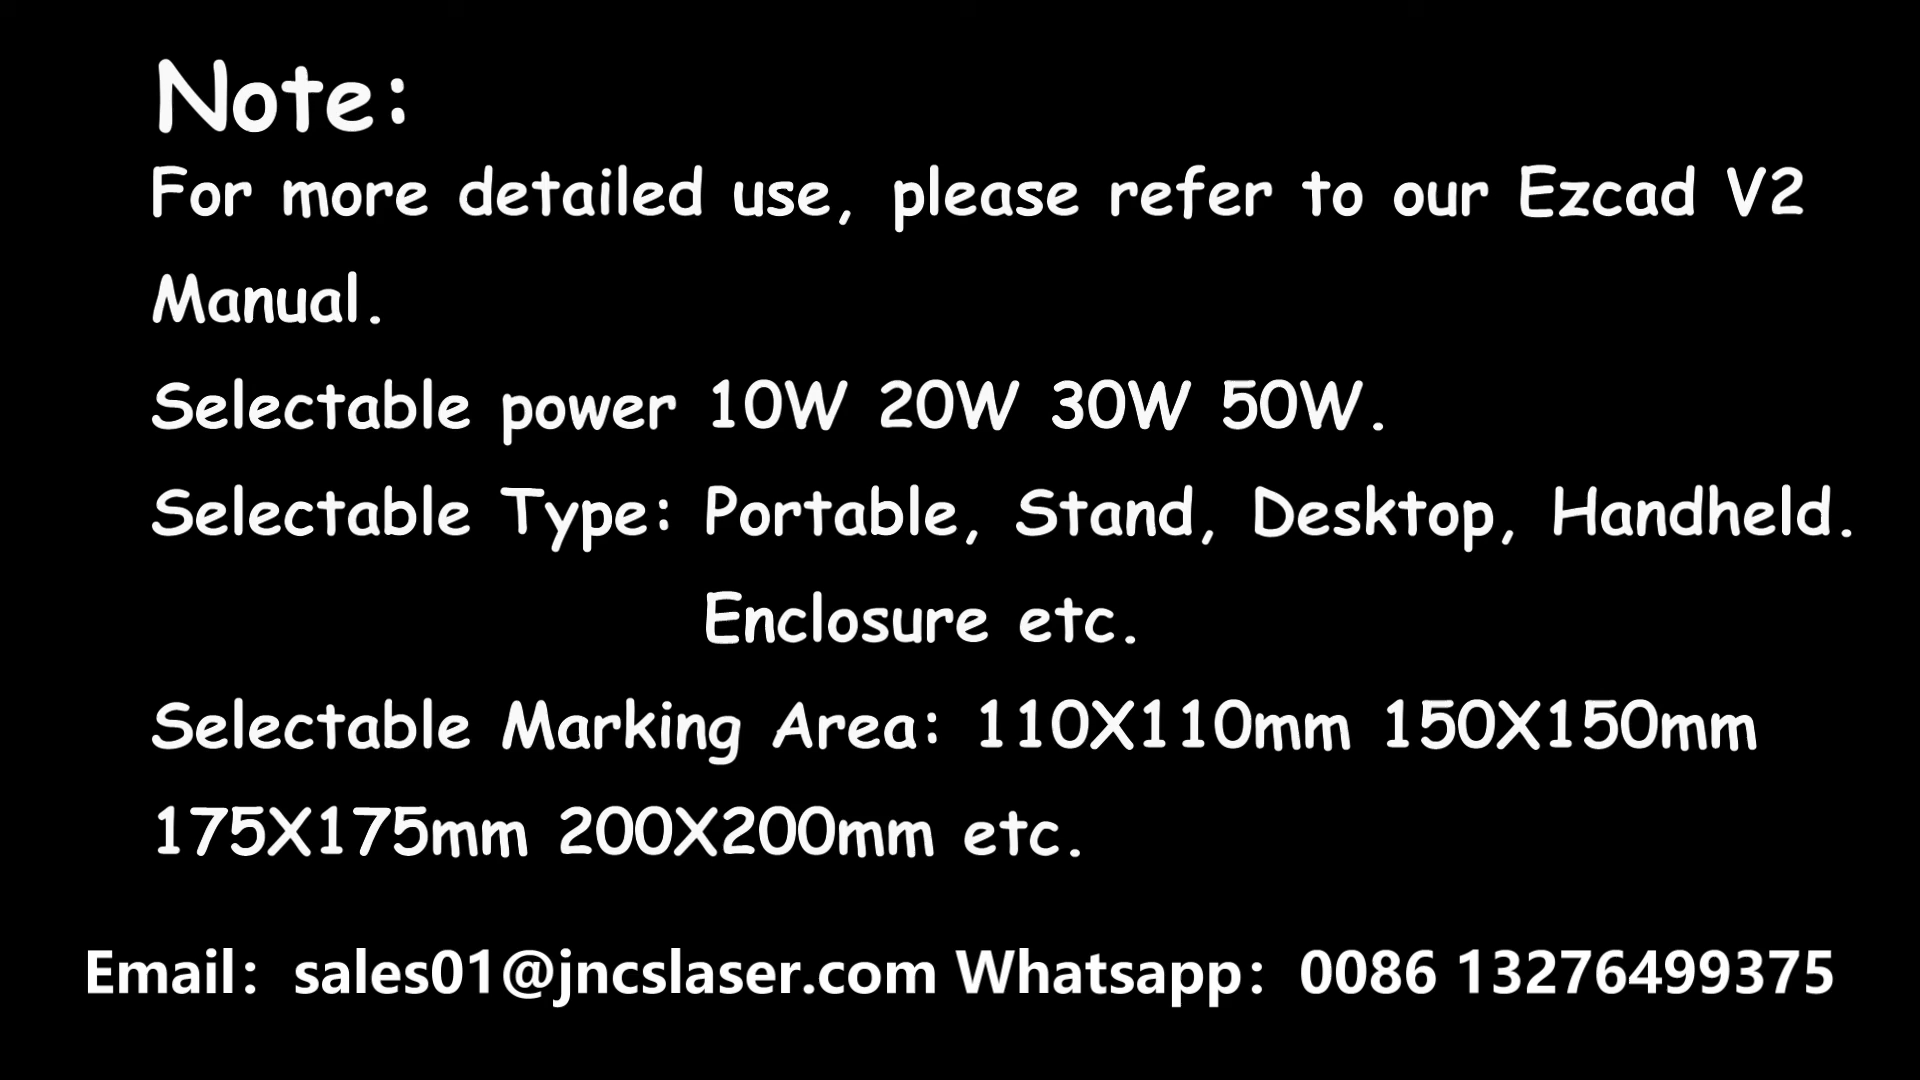 Note:
For more detailed use, please refer to our Ezcad V2
Manual.
Selectable power 10W 20W 30W 50W.
Selectable Type: Portable, Stand, Desktop, Handheld.
Enclosure etc.
Selectable Marking Area: 110X110mm 150X150mm
175X175mm 200X200mm etc.
Email：sales01@jncslaser.com Whatsapp：0086 13276499375